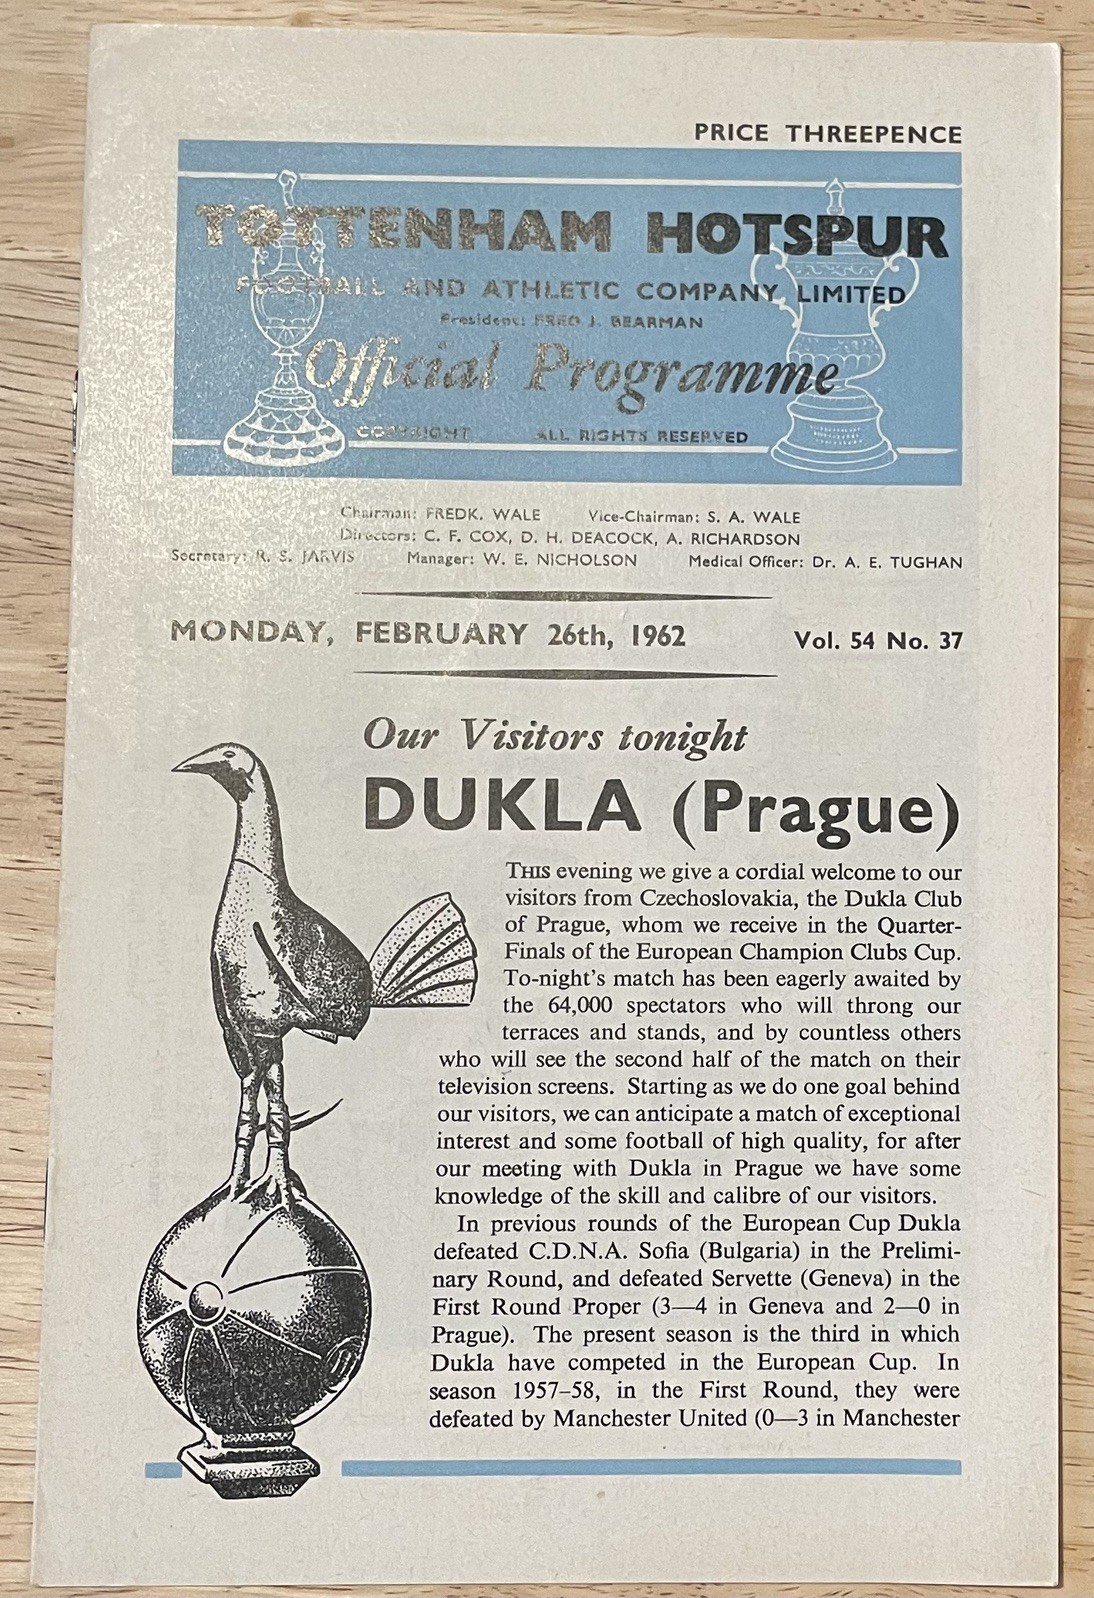 PRICE THREEPENCE
TOTTENHAM HOTSPUR
FOOTBALL AND ATHLETIC COMPANY LIMITED
President: FRED J. BEARMAN
Official Programme
COPYRIGHT ALL RIGHTS RESERVED
Chairman: FREDK. WALE Vice-Chairman: S. A. WALE
Directors: C. F. COX, D. H. DEACOCK, A. RICHARDSON
Secretary: R. S. JARVIS Manager: W. E. NICHOLSON Medical Officer: Dr. A. E. TUGHAN
MONDAY, FEBRUARY 26th, 1962 Vol. 54 No. 37
Our Visitors tonight
DUKLA (Prague)
THIS evening we give a cordial welcome to our
visitors from Czechoslovakia, the Dukla Club
of Prague, whom we receive in the Quarter-
Finals of the European Champion Clubs Cup.
To-night's match has been eagerly awaited by
the 64,000 spectators who will throng our
terraces and stands, and by countless others
who will see the second half of the match on their
television screens. Starting as we do one goal behind
our visitors, we can anticipate a match of exceptional
interest and some football of high quality, for after
our meeting with Dukla in Prague we have some
knowledge of the skill and calibre of our visitors.
In previous rounds of the European Cup Dukla
defeated C.D.N.A. Sofia (Bulgaria) in the Prelimi-
nary Round, and defeated Servette (Geneva) in the
First Round Proper (3—4 in Geneva and 2—0 in
Prague). The present season is the third in which
Dukla have competed in the European Cup. In
season 1957–58, in the First Round, they were
defeated by Manchester United (0—3 in Manchester